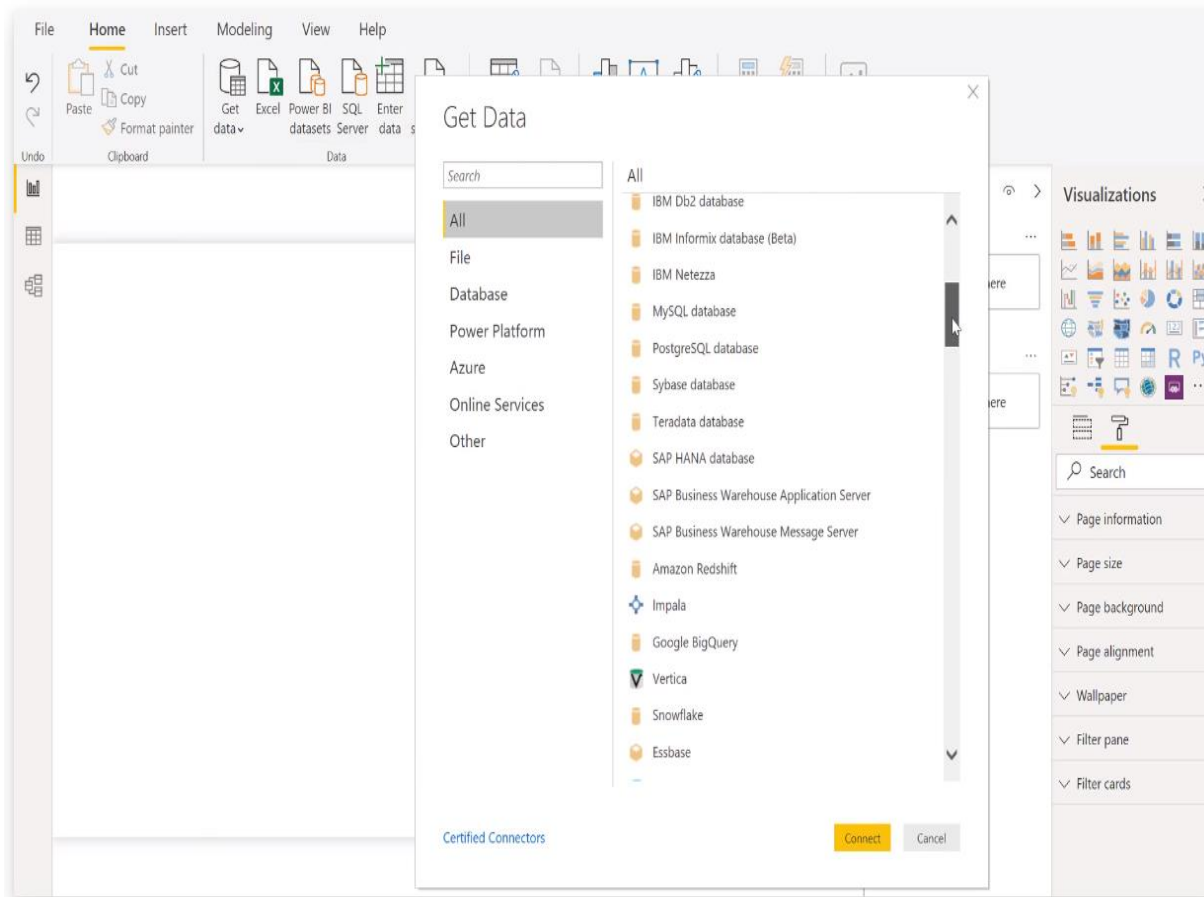 File Home Insert Modeling View Help
Cut
Copy
Format painter
Paste
Get data
Excel
Power BI datasets
SQL Server
Enter data
Undo
Clipboard
Data
Get Data
Search
All
File
Database
Power Platform
Azure
Online Services
Other
All
IBM Db2 database
IBM Informix database (Beta)
IBM Netezza
MySQL database
PostgreSQL database
Sybase database
Teradata database
SAP HANA database
SAP Business Warehouse Application Server
SAP Business Warehouse Message Server
Amazon Redshift
Impala
Google BigQuery
Vertica
Snowflake
Essbase
Certified Connectors
Connect
Cancel
Visualizations
Search
Page information
Page size
Page background
Page alignment
Wallpaper
Filter pane
Filter cards